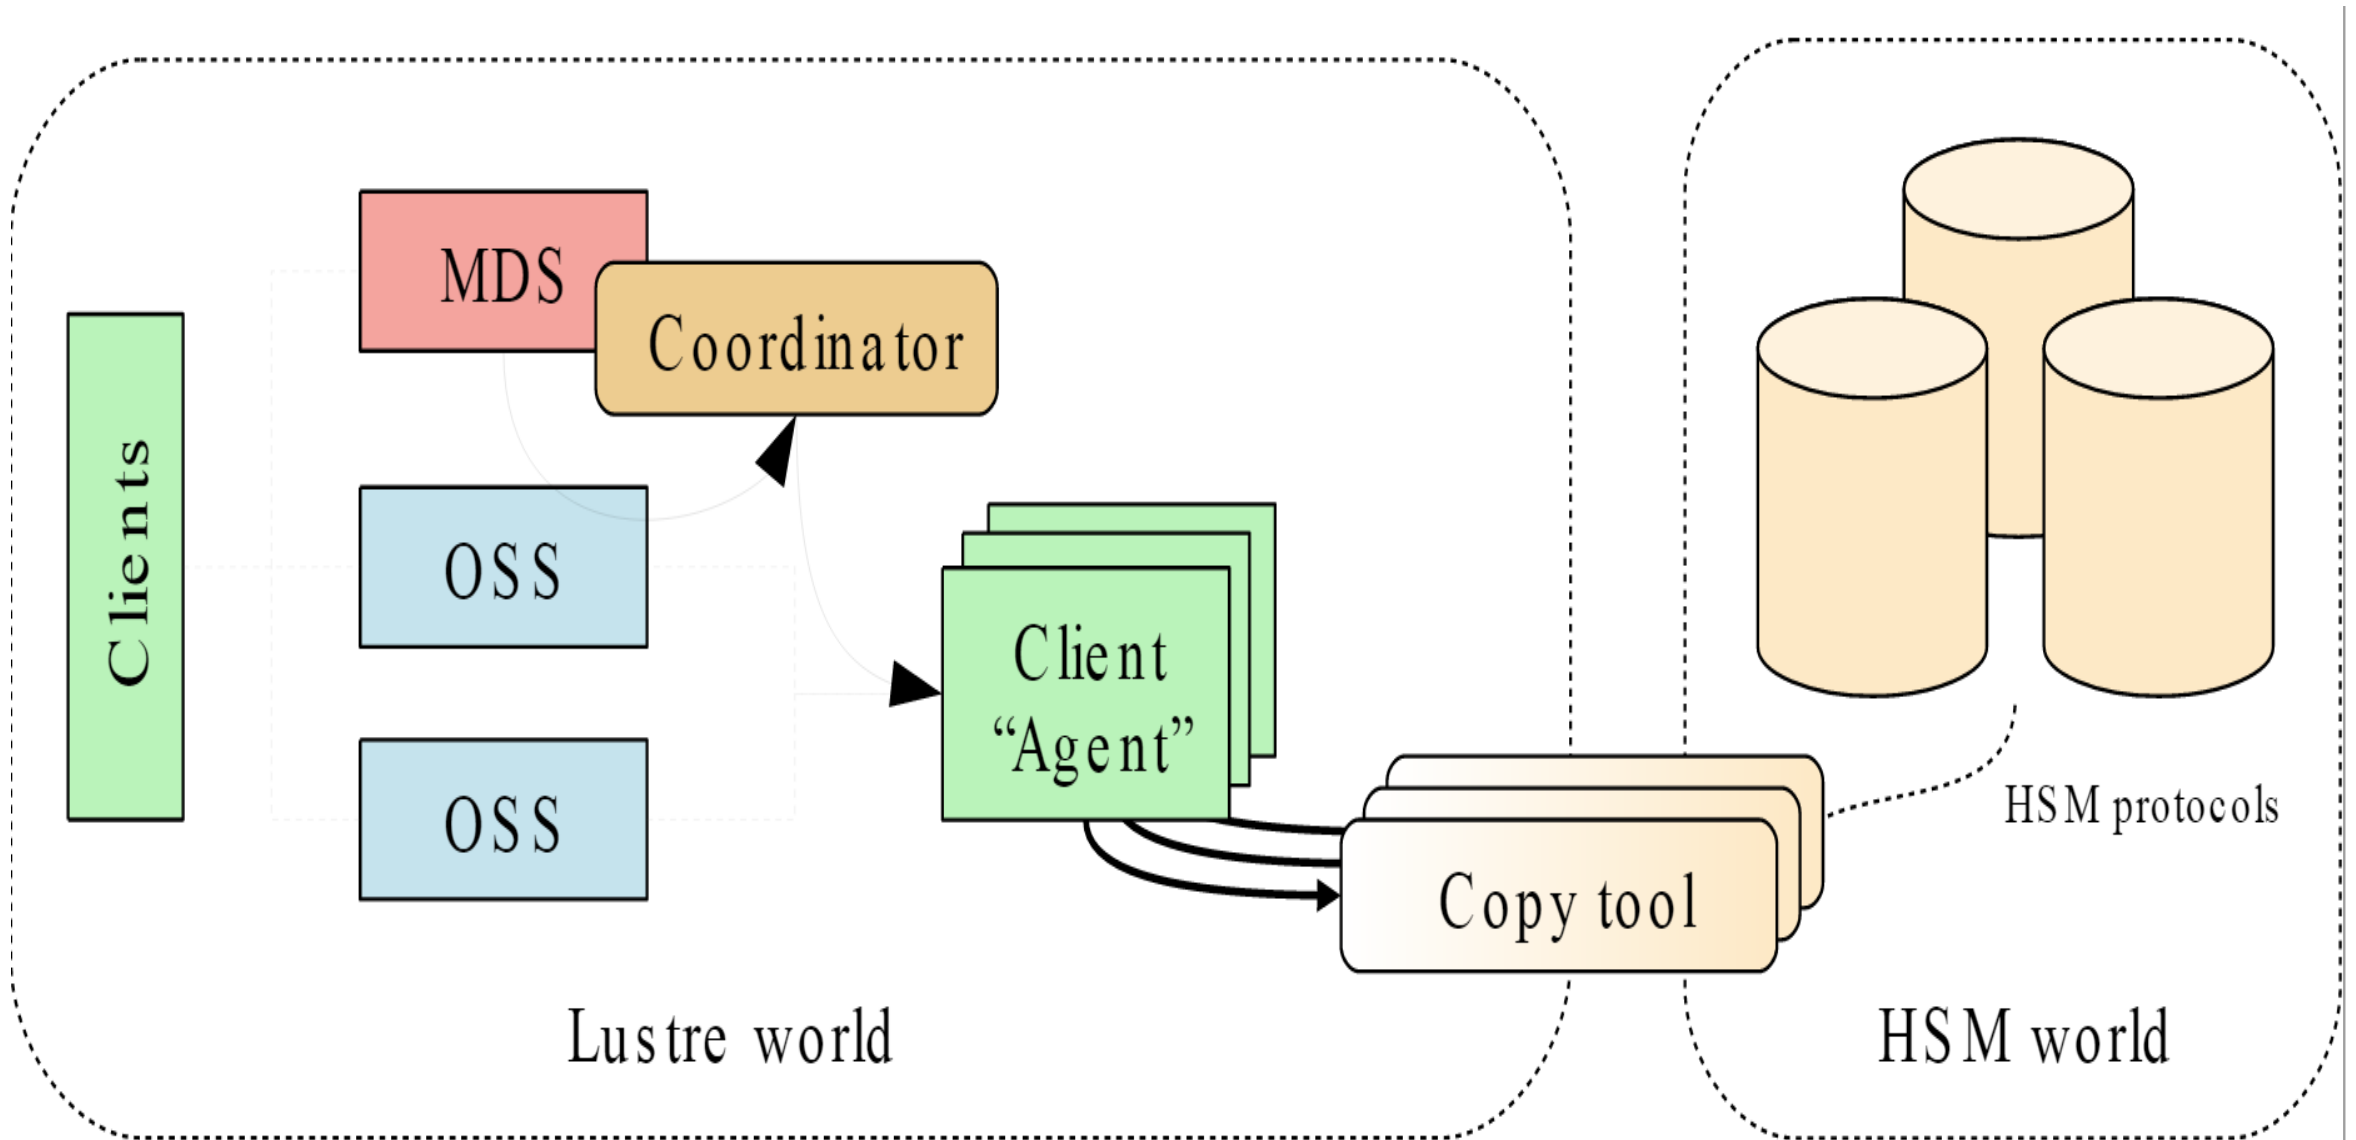 MDS
Coordinator
Clients
OSS
Client
“Agent”
OSS
HSM protocols
Copy tool
Lustre world
HSM world